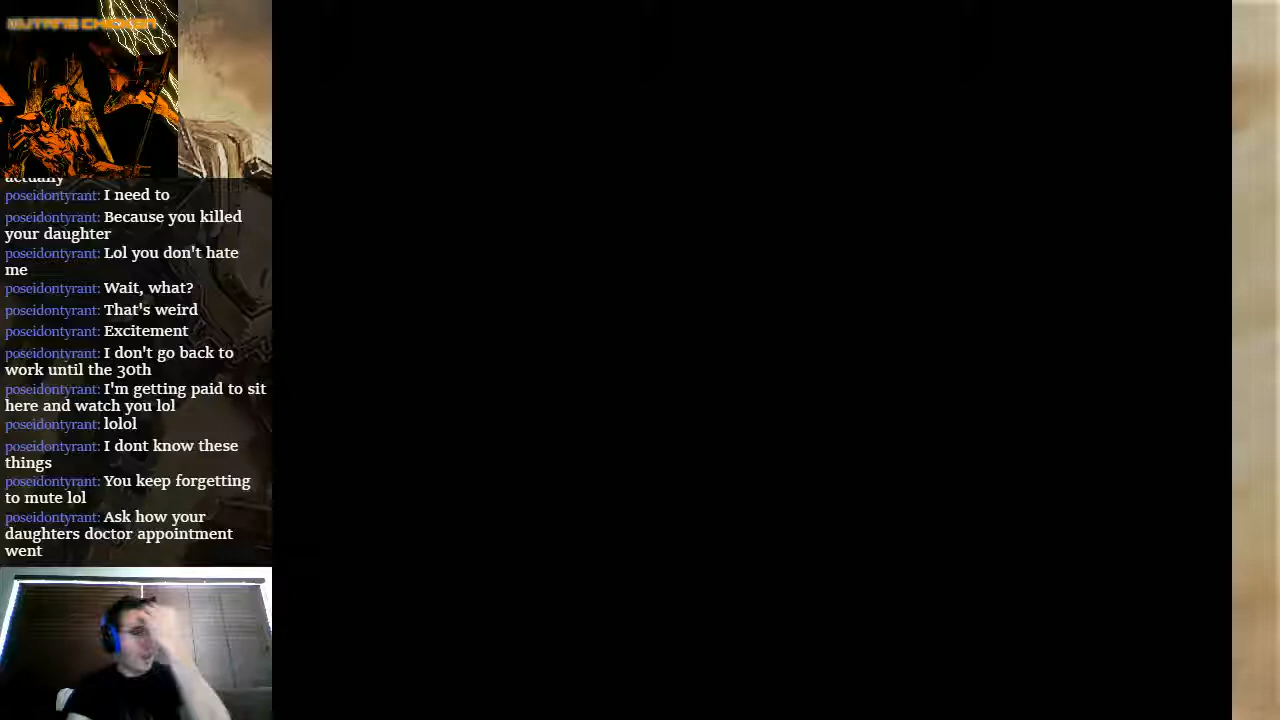 MUTANT CHICKEN
actually
poseidontyrant: I need to
poseidontyrant: Because you killed
your daughter
poseidontyrant: Lol you don't hate
me
poseidontyrant: Wait, what?
poseidontyrant: That's weird
poseidontyrant: Excitement
poseidontyrant: I don't go back to
work until the 30th
poseidontyrant: I'm getting paid to sit
here and watch you lol
poseidontyrant: lolol
poseidontyrant: I dont know these
things
poseidontyrant: You keep forgetting
to mute lol
poseidontyrant: Ask how your
daughters doctor appointment
went